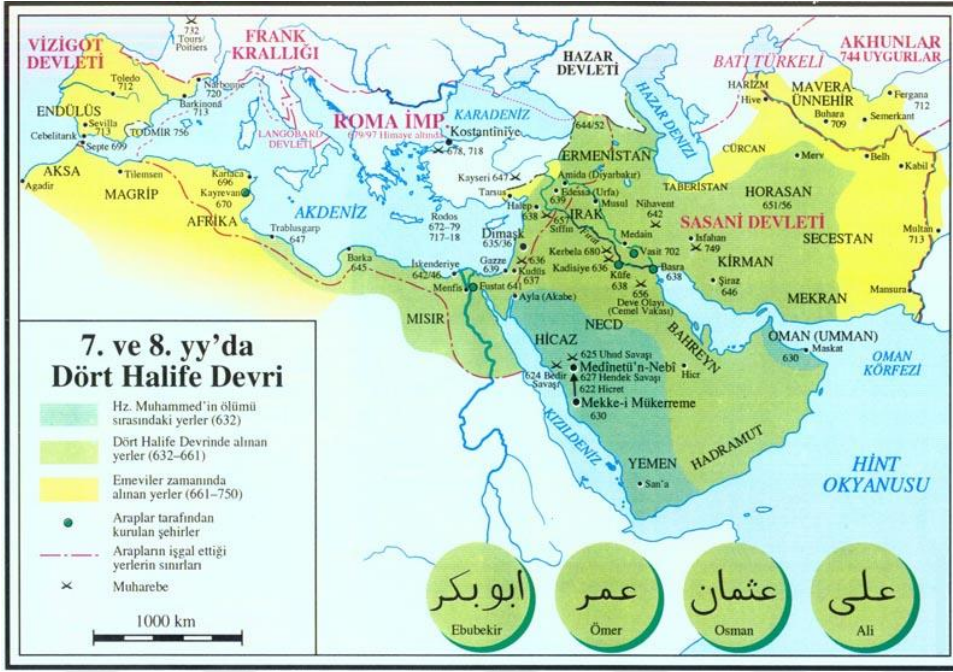 VİZİGOT
DEVLETİ
732
Tours/
Poitiers
FRANK
KRALLIĞI
HAZAR
DEVLETİ
BATI TÜRKELİ
AKHUNLAR
744 UYGURLAR
Toledo
712
Narbonne
720
Barkinona
713
ENDÜLÜS
Sevilla
713
Cebelitarık
Septe 699
TODMIR 756
LANGOBARD
DEVLETİ
ROMA İMP.
679/97 Himaye altında
KARADENİZ
Kostantiniye
678, 718
HAZAR DENİZİ
644/52
HARİZM
Hive
MAVERA
ÜNNEHİR
Buhara
709
Fergana
712
Semerkant
AKSA
Agadir
MAGRİP
Tilemsen
Kartaca
696
Kayrevan
670
AFRIKA
Trablusgarp
647
AKDENİZ
Barka
645
Rodos
672–79
717–18
Kayseri 647
Tarsus
ERMENİSTAN
Amida (Diyarbakır)
639
Edessa (Urfa)
Musul
Halep
638
657
Sıffin
IRAK
Fırat
Nihavent
642
CÜRCAN
TABERİSTAN
Merv
Belh
Kabil
HORASAN
651/56
SASANİ DEVLETİ
SECESTAN
Multan
713
Dımaşk
635/36
Medain
Kerbela 680
Vasit 702
Kadisiye 636
Isfahan
749
KİRMAN
Şiraz
646
MEKRAN
Mansura
İskenderiye
642/46
Gazze
639
636
Kudüs
637
Menfis
Fustat 641
Ayla (Akabe)
Kûfe
638
Basra
638
656
Deve Olayı
(Cemel Vakası)
MISIR
HİCAZ
NECD
BAHREYN
Hicr
OMAN (UMMAN)
630
Maskat
OMAN
KÖRFEZİ
625 Uhud Savaşı
Medînetü'n-Nebî
624 Bedir
Savaşı
627 Hendek Savaşı
622 Hicret
Mekke-i Mükerreme
630
KIZILDENİZ
YEMEN
San'a
HADRAMUT
HİNT
OKYANUSU
7. ve 8. yy'da
Dört Halife Devri
Hz. Muhammed'in ölümü
sırasındaki yerler (632)
Dört Halife Devrinde alınan
yerler (632–661)
Emeviler zamanında
alınan yerler (661–750)
Araplar tarafından
kurulan şehirler
Arapların işgal ettiği
yerlerin sınırları
Muharebe
1000 km
ابو بكر
Ebubekir
عمر
Ömer
عثمان
Osman
على
Ali